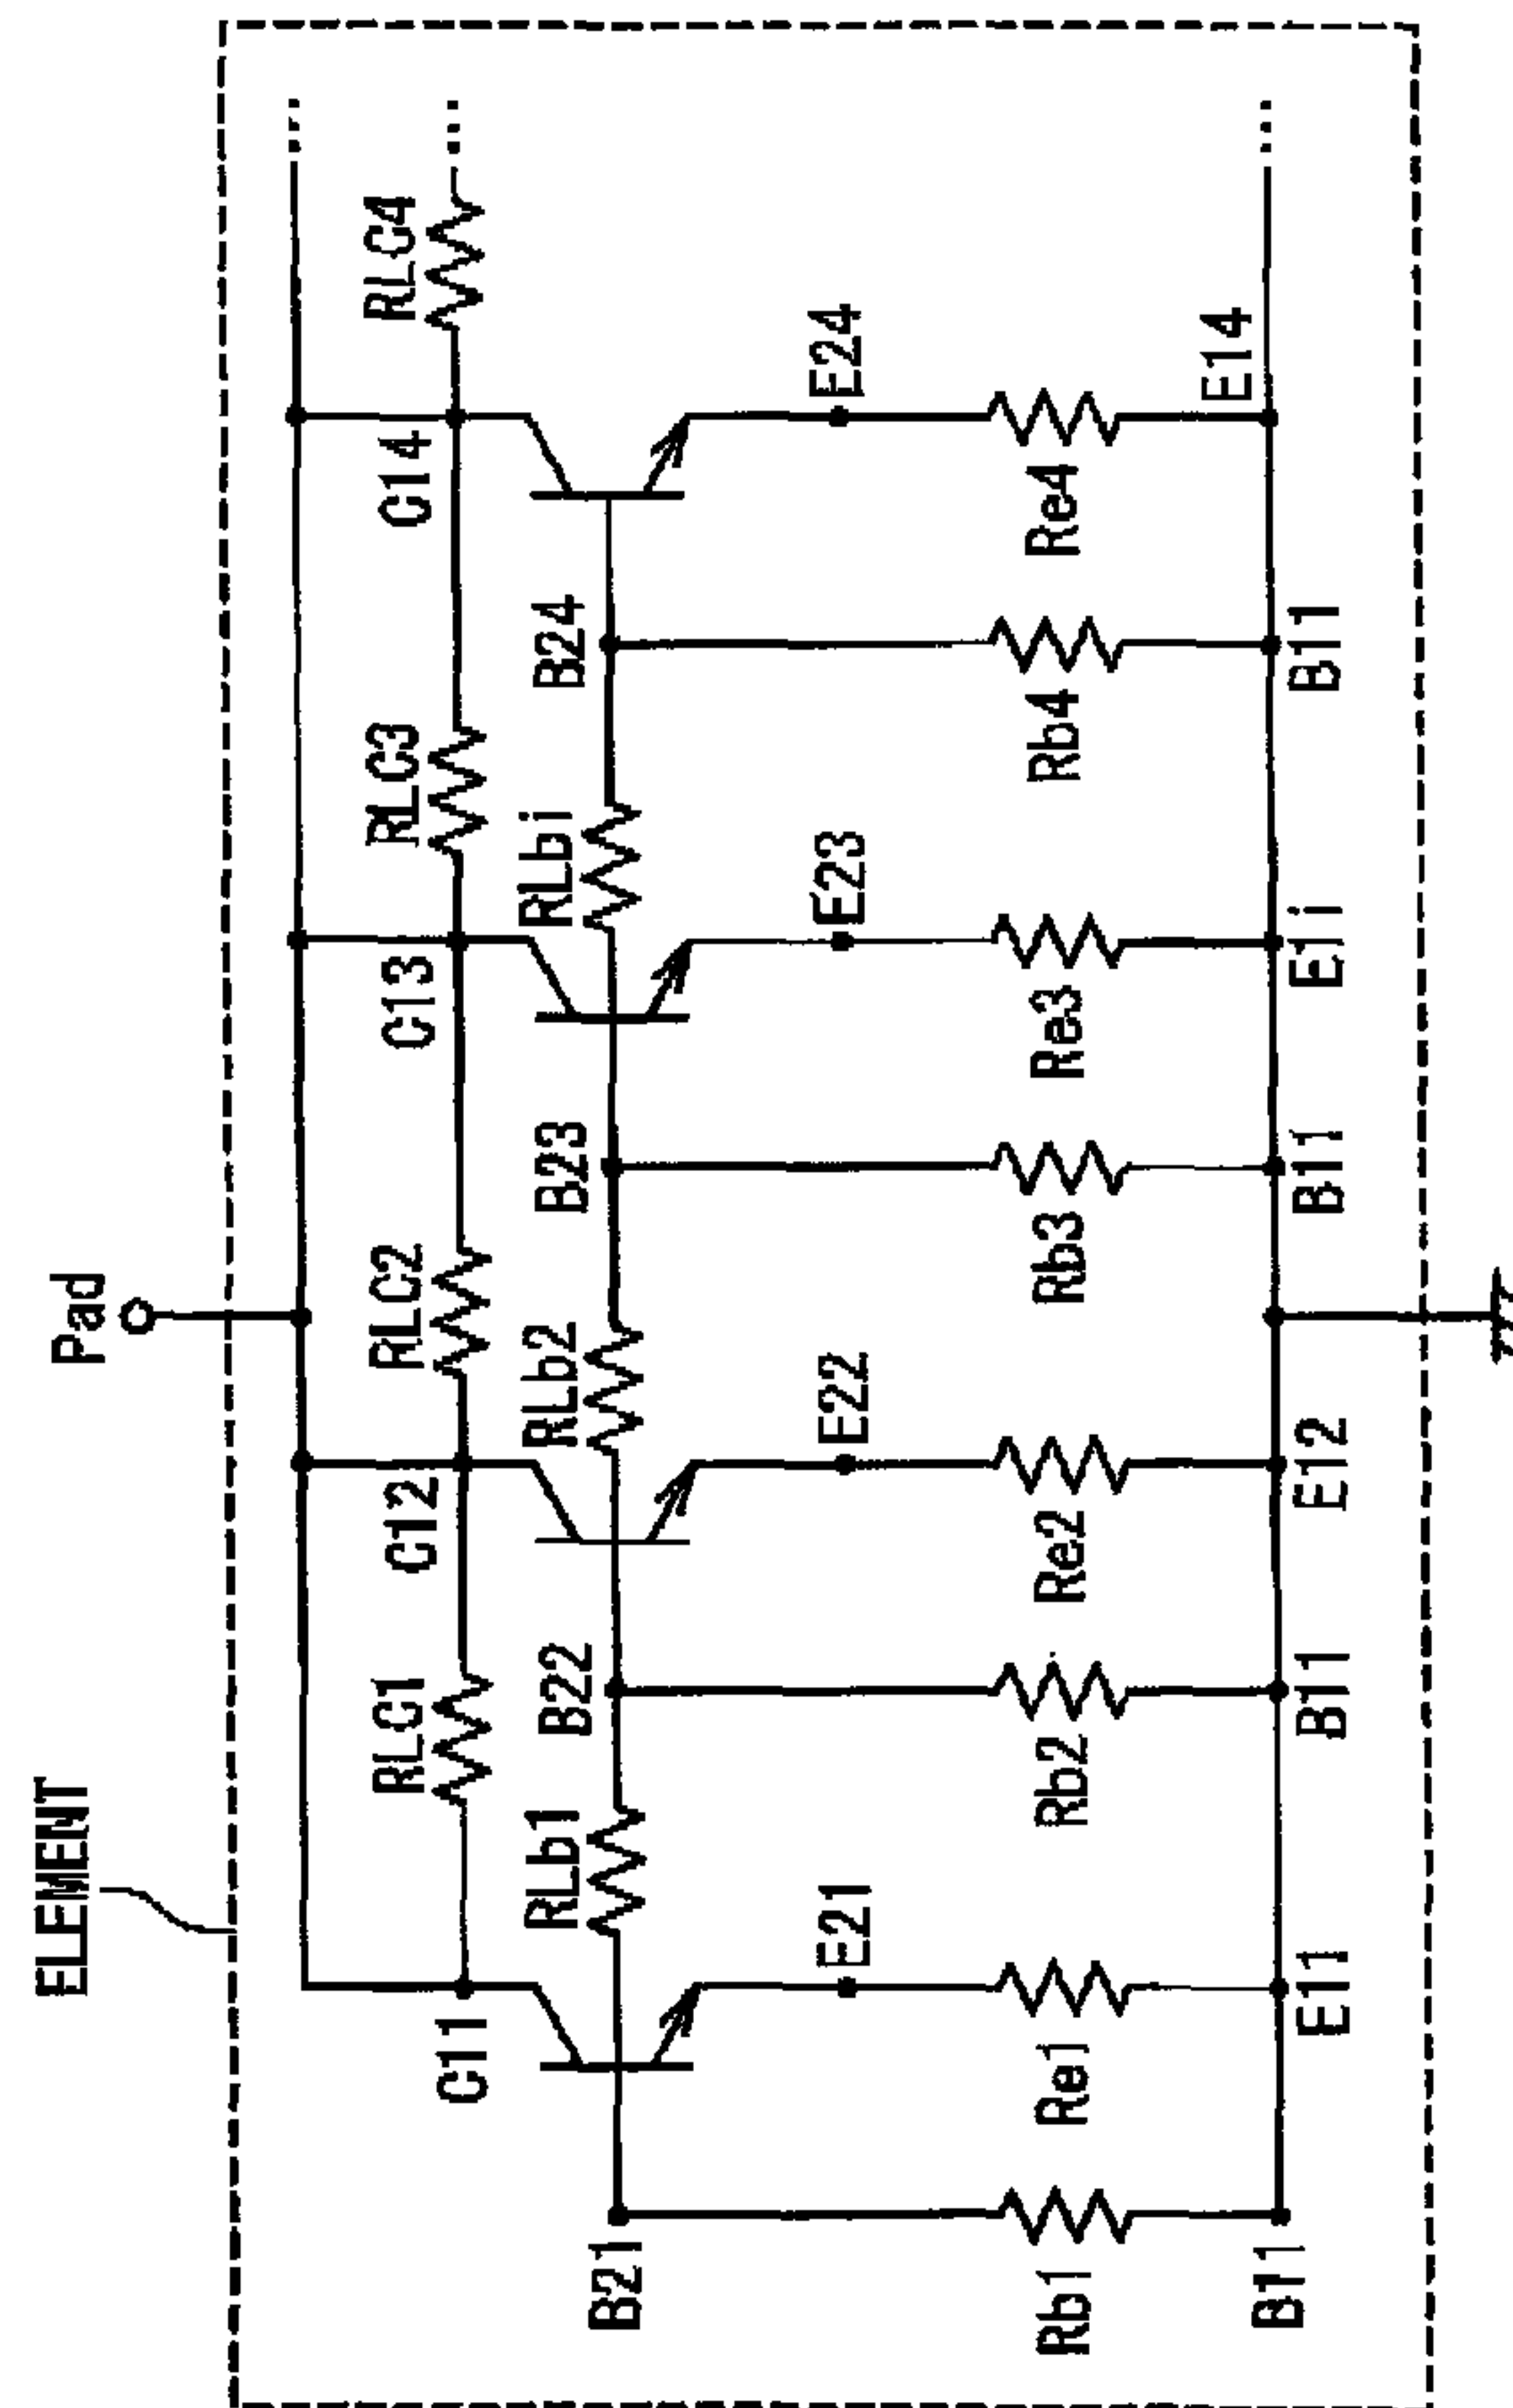 ELEMENT
Pad
RLC1
RLC2
RLC3
RLC4
C11
C12
C13
C14
RLb1
RLb2
RLbi
B21
B22
B23
B24
E21
E22
E23
E24
Rb1
Re1
Rb2
Re2
Rb3
Re3
Rb4
Re4
B11
E11
B11
E12
B11
E1i
B11
E14